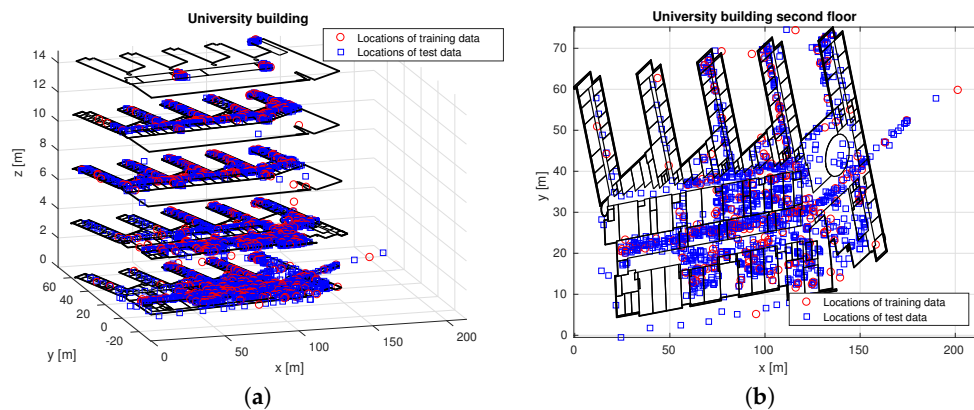 University building
Locations of training data
Locations of test data
14
12
10
8
6
4
2
0
z [m]
60
40
20
0
-20
y [m]
0
50
100
150
200
x [m]
(a)
University building second floor
70
60
50
40
30
20
10
0
y [m]
0
50
100
150
200
x [m]
Locations of training data
Locations of test data
(b)